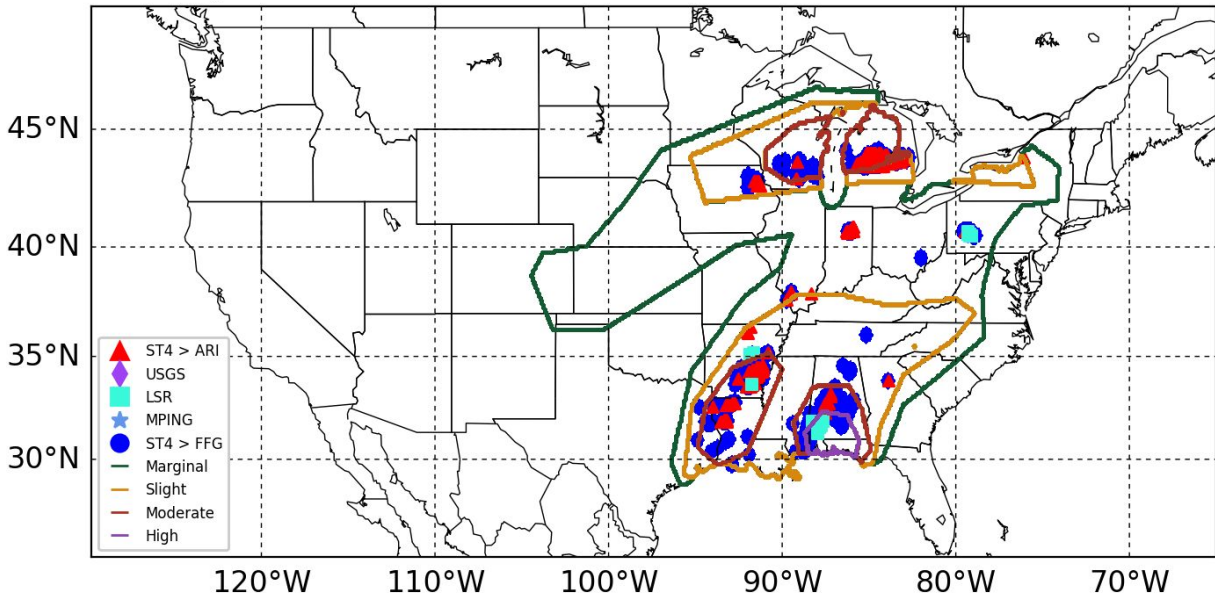 45°N
40°N
35°N
30°N
ST4 > ARI
USGS
LSR
MPING
ST4 > FFG
Marginal
Slight
Moderate
High
120°W 110°W 100°W 90°W 80°W 70°W